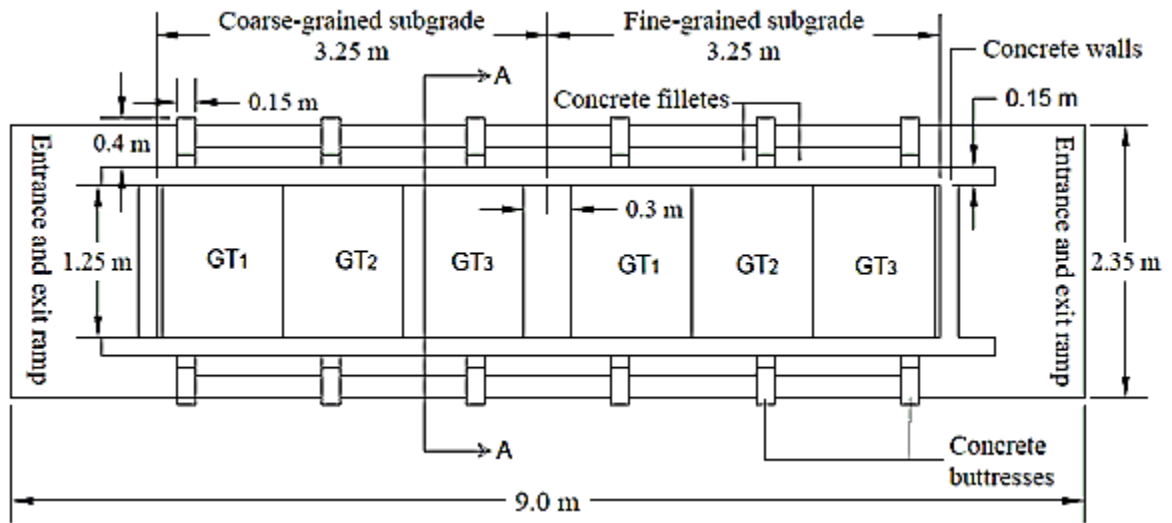 Coarse-grained subgrade
3.25 m
Fine-grained subgrade
3.25 m
Concrete walls
A
0.15 m
Concrete filletes
0.15 m
0.4 m
Entrance and exit ramp
1.25 m
GT1
GT2
GT3
0.3 m
GT1
GT2
GT3
Entrance and exit ramp
2.35 m
A
Concrete
buttresses
9.0 m